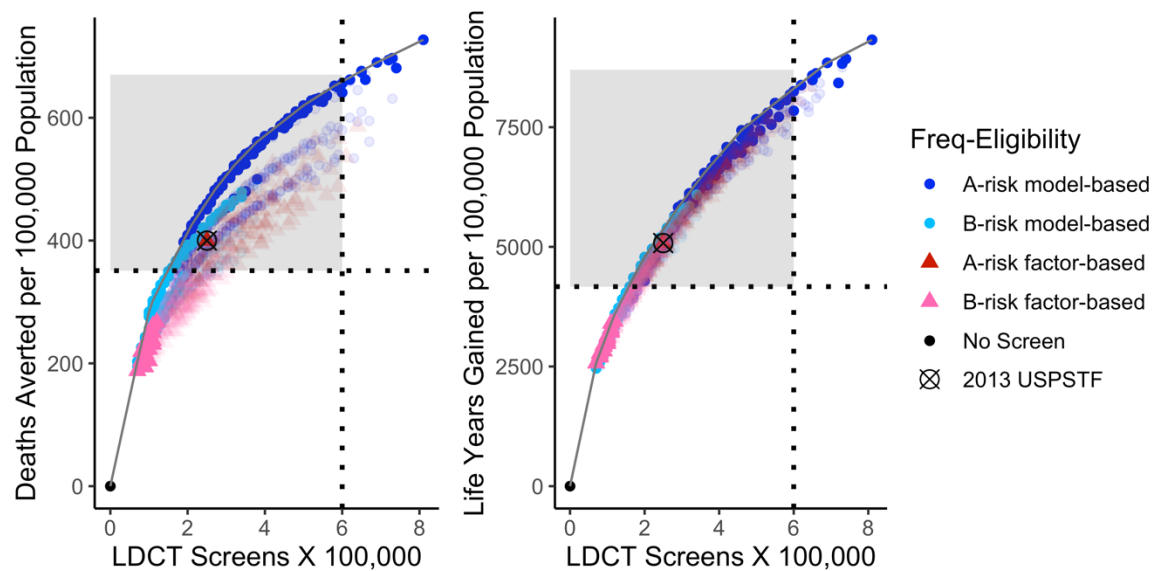 Deaths Averted per 100,000 Population
600
400
200
0
0 2 4 6 8
LDCT Screens X 100,000
Life Years Gained per 100,000 Population
7500
5000
2500
0
0 2 4 6 8
LDCT Screens X 100,000
Freq-Eligibility
A-risk model-based
B-risk model-based
A-risk factor-based
B-risk factor-based
No Screen
2013 USPSTF